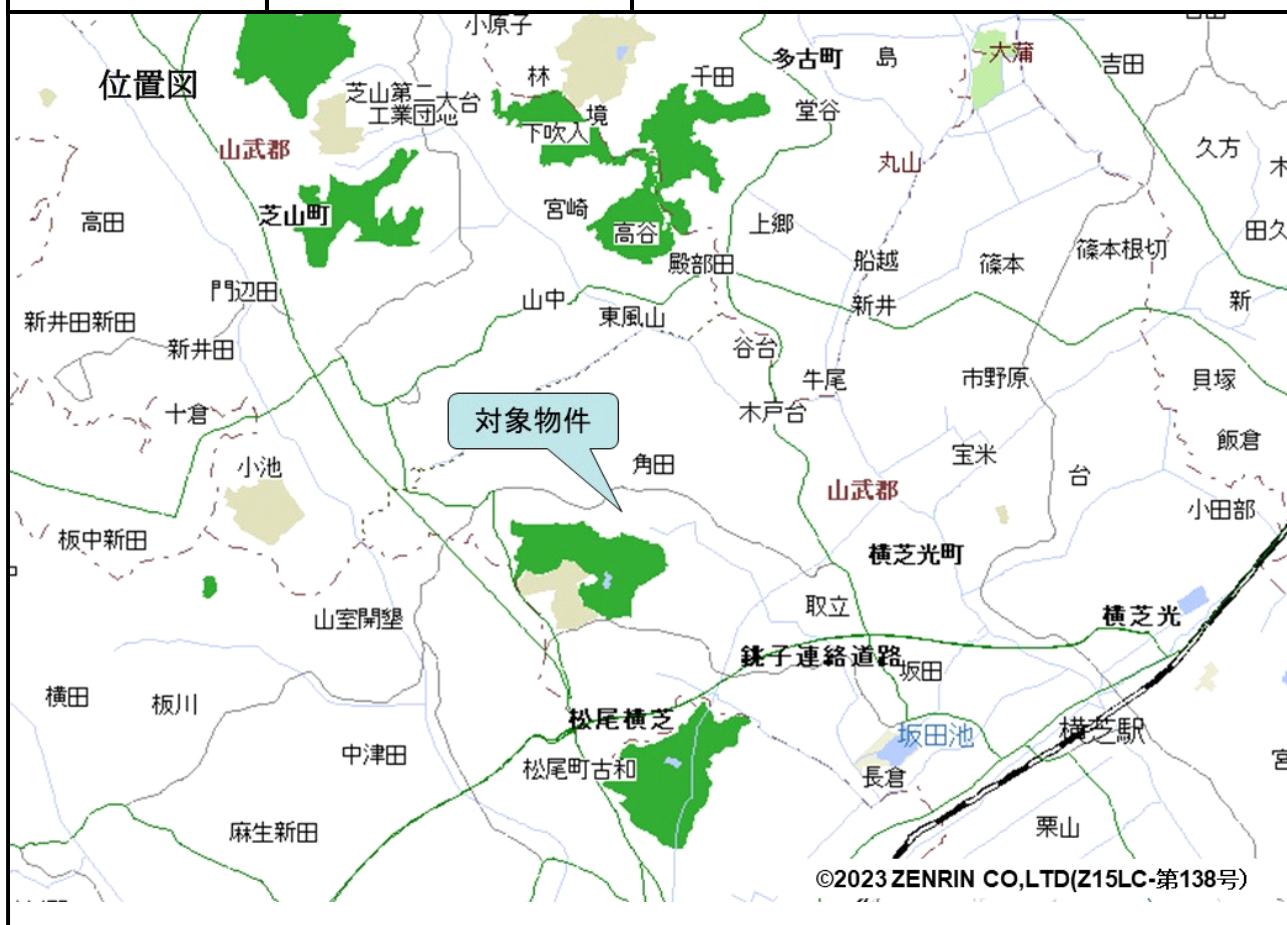 小原子
位置図
多古町
島
大蒲
吉田
林
千田
芝山第二
工業団地
大台
境
堂谷
下吹入
山武郡
丸山
久方
木
高田
芝山町
宮崎
高谷
上郷
田久
殿部田
船越
篠本
篠本根切
門辺田
山中
東風山
新井
新
新井田新田
新井田
谷台
牛尾
市野原
貝塚
十倉
対象物件
木戸台
飯倉
小池
角田
宝米
台
山武郡
小田部
板中新田
横芝光町
山室開墾
取立
横芝光
銚子連絡道路
坂田
横田
板川
松尾横芝
坂田池
横芝駅
中津田
松尾町古和
長倉
宮
麻生新田
栗山
©2023 ZENRIN CO,LTD(Z15LC-第138号)